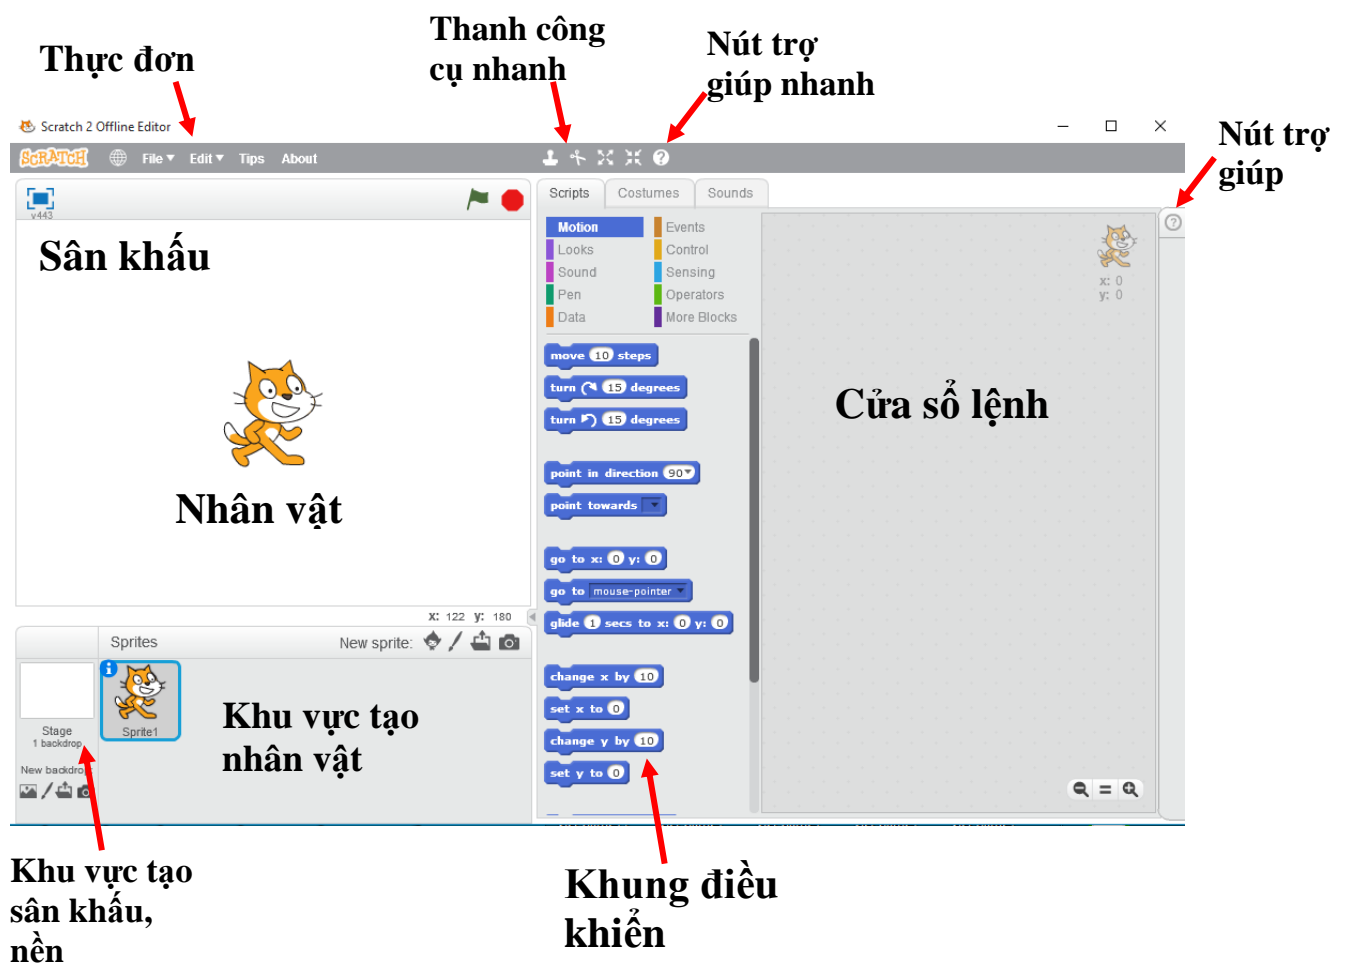 Thực đơn
Thanh công
cụ nhanh
Nút trợ
giúp nhanh
Nút trợ
giúp
Scratch 2 Offline Editor
SCRATCH File Edit Tips About
v443
Sân khấu
Nhân vật
X: 122 y: 180
Scripts Costumes Sounds
Motion Events
Looks Control
Sound Sensing
Pen Operators
Data More Blocks
move 10 steps
turn 15 degrees
turn 15 degrees
point in direction 90
point towards
go to x: 0 y: 0
go to mouse-pointer
glide 1 secs to x: 0 y: 0
change x by 10
set x to 0
change y by 10
set y to 0
x: 0
y: 0
Cửa sổ lệnh
Sprites New sprite:
Stage
1 backdrop
New backdrop:
Sprite1
Khu vực tạo
nhân vật
Khu vực tạo
sân khấu,
nền
Khung điều
khiển